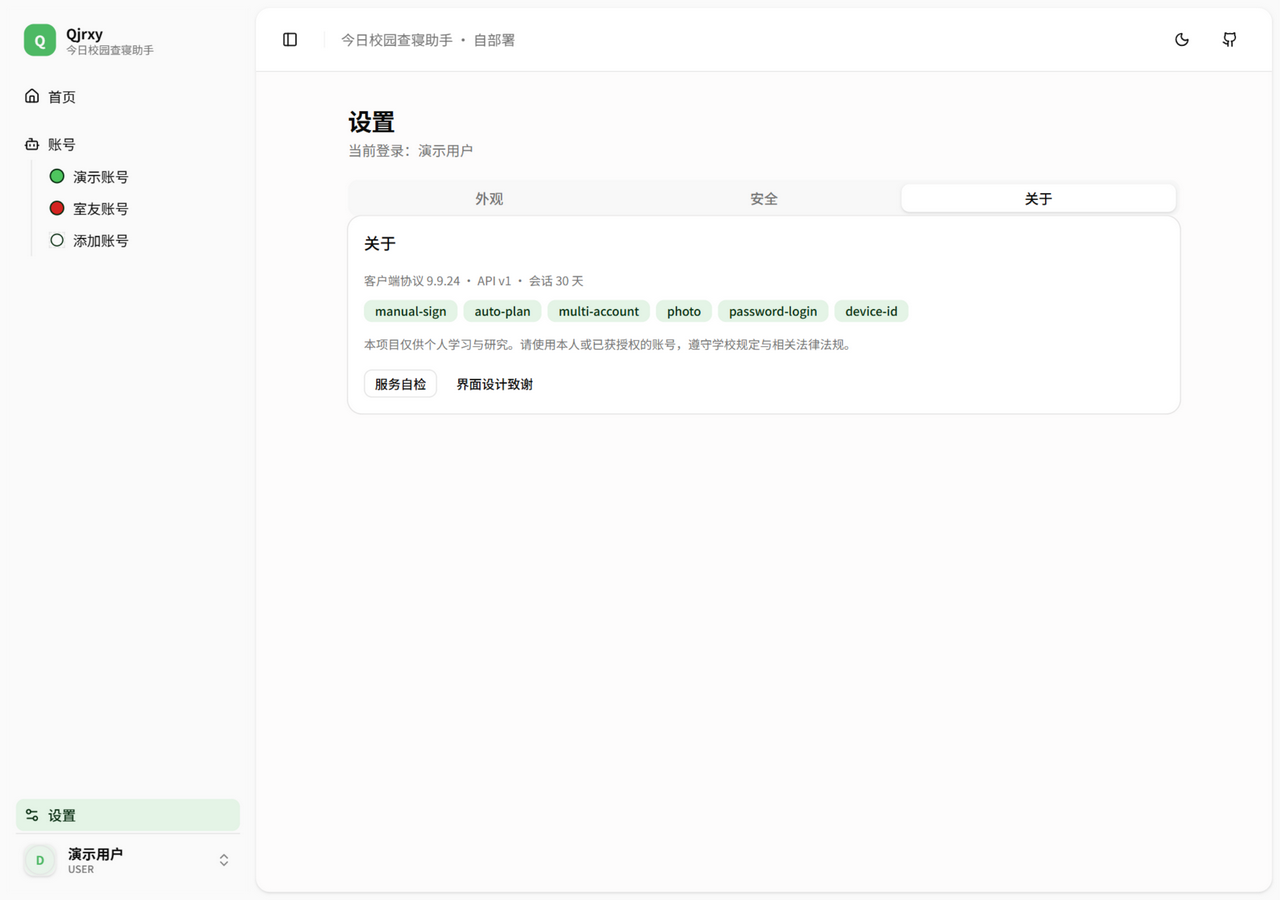 Q
Qjrxy
今日校园查寝助手
首页
账号
演示账号
室友账号
添加账号
设置
D
演示用户
USER
今日校园查寝助手 • 自部署
设置
当前登录：演示用户
外观
安全
关于
关于
客户端协议 9.9.24 • API v1 • 会话 30 天
manual-sign auto-plan multi-account photo password-login device-id
本项目仅供个人学习与研究。请使用本人或已获授权的账号，遵守学校规定与相关法律法规。
服务自检 界面设计致谢